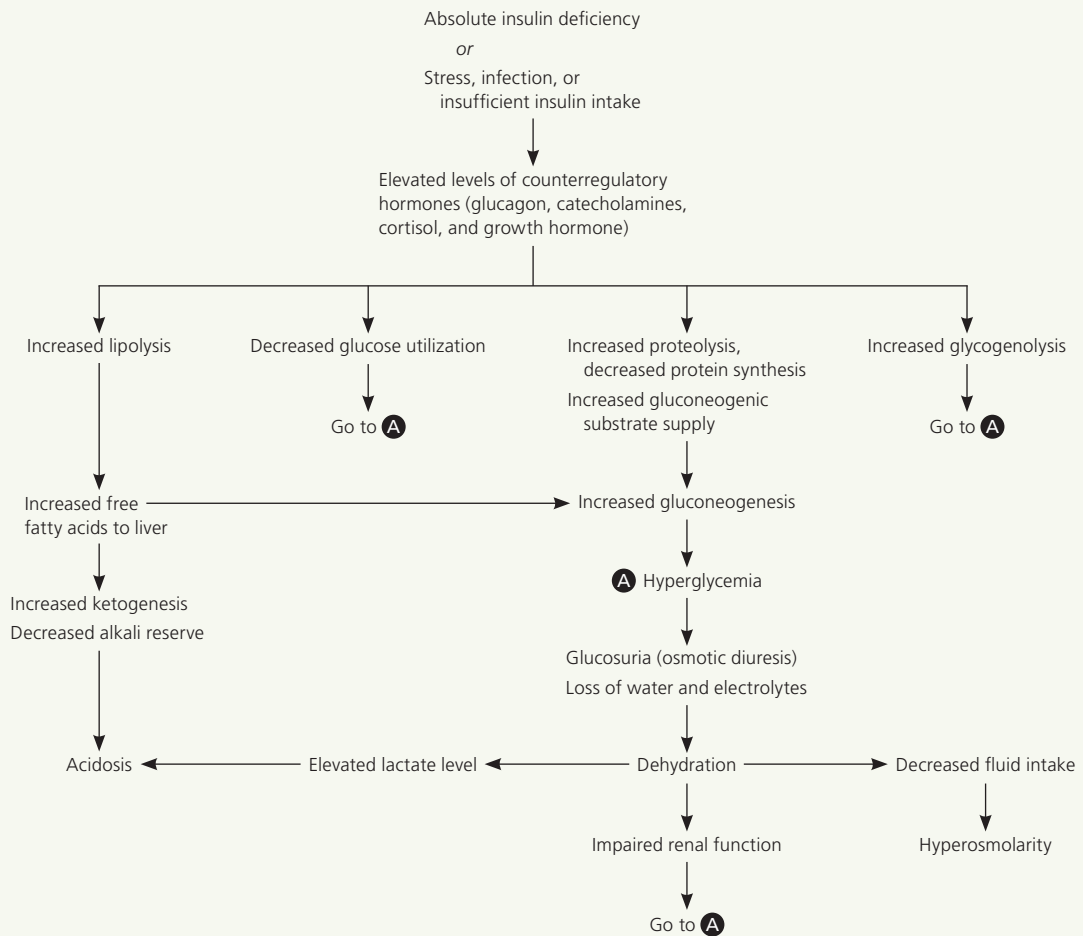 Absolute insulin deficiency
or
Stress, infection, or
insufficient insulin intake
Elevated levels of counterregulatory
hormones (glucagon, catecholamines,
cortisol, and growth hormone)
Increased lipolysis
Decreased glucose utilization
Increased proteolysis,
decreased protein synthesis
Increased glycogenolysis
Go to A
Increased gluconeogenic
substrate supply
Go to A
Increased free
fatty acids to liver
Increased gluconeogenesis
A Hyperglycemia
Increased ketogenesis
Decreased alkali reserve
Glucosuria (osmotic diuresis)
Loss of water and electrolytes
Acidosis
Elevated lactate level
Dehydration
Decreased fluid intake
Impaired renal function
Hyperosmolarity
Go to A